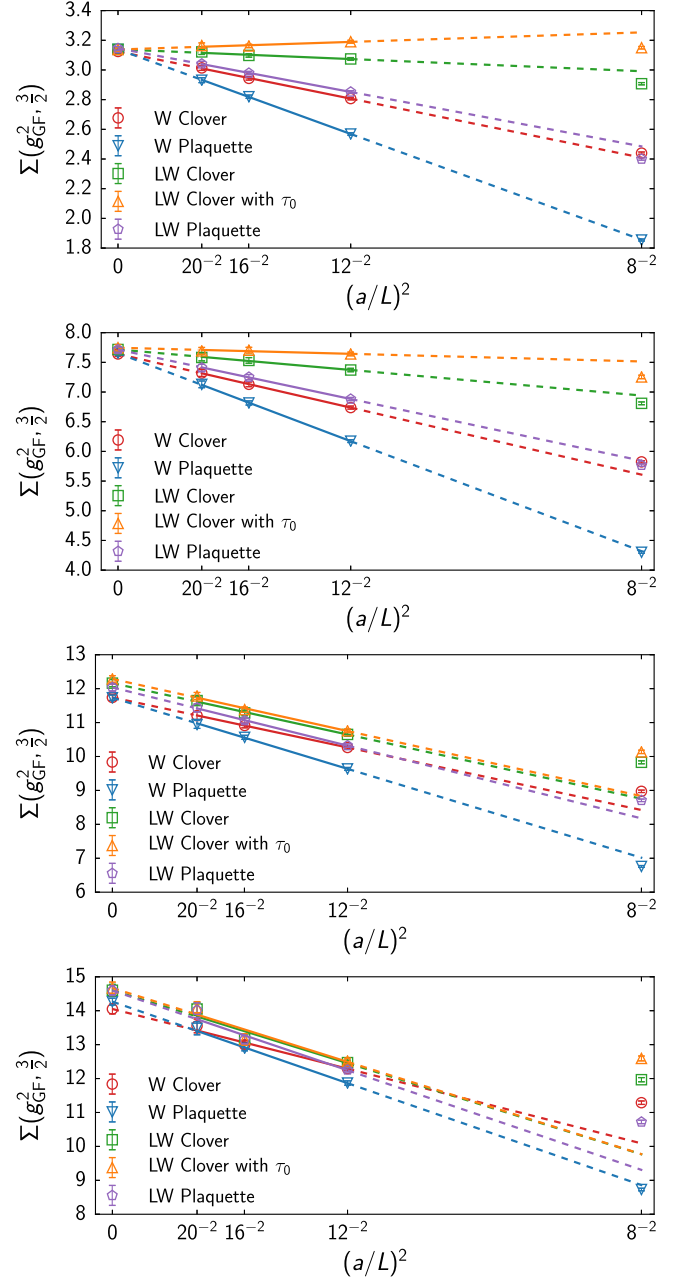 3.4
3.2
3.0
2.8
2.6
2.4
2.2
2.0
1.8
Σ(g²_GF, 3/2)
W Clover
W Plaquette
LW Clover
LW Clover with τ₀
LW Plaquette
0
20⁻²
16⁻²
12⁻²
8⁻²
(a/L)²
8.0
7.5
7.0
6.5
6.0
5.5
5.0
4.5
4.0
Σ(g²_GF, 3/2)
W Clover
W Plaquette
LW Clover
LW Clover with τ₀
LW Plaquette
0
20⁻²
16⁻²
12⁻²
8⁻²
(a/L)²
13
12
11
10
9
8
7
6
Σ(g²_GF, 3/2)
W Clover
W Plaquette
LW Clover
LW Clover with τ₀
LW Plaquette
0
20⁻²
16⁻²
12⁻²
8⁻²
(a/L)²
15
14
13
12
11
10
9
8
Σ(g²_GF, 3/2)
W Clover
W Plaquette
LW Clover
LW Clover with τ₀
LW Plaquette
0
20⁻²
16⁻²
12⁻²
8⁻²
(a/L)²